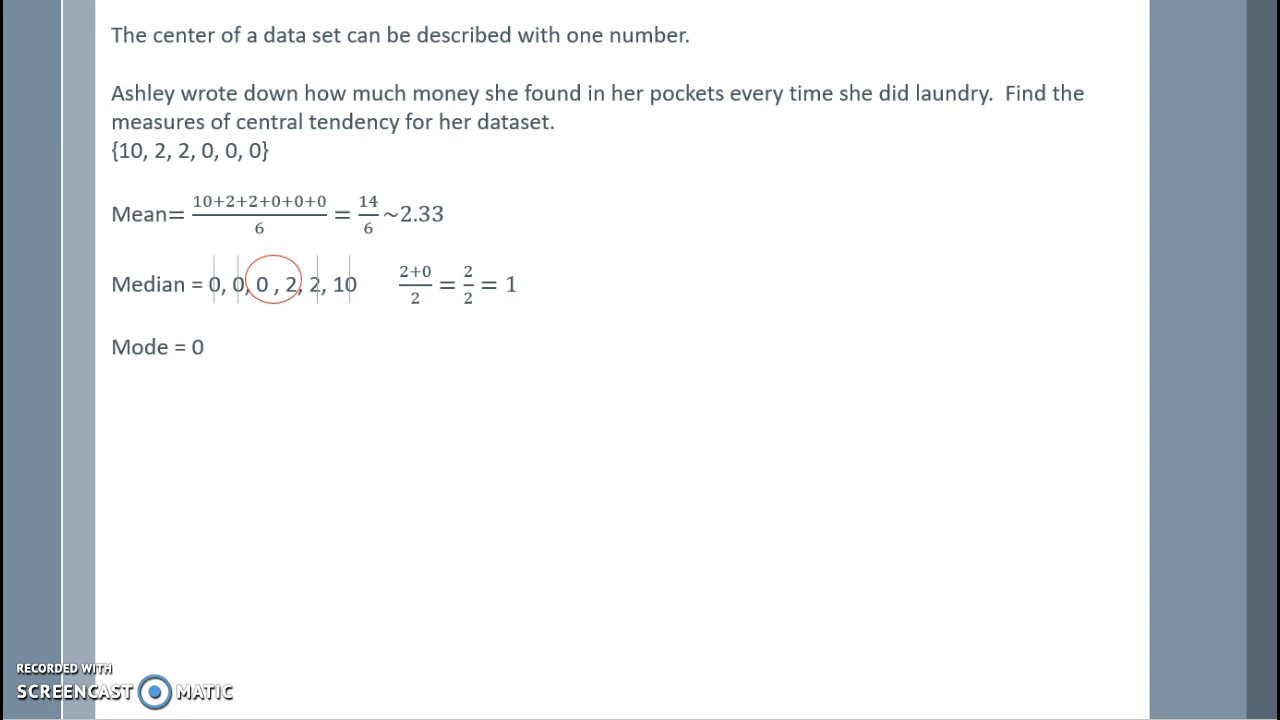 The center of a data set can be described with one number.
Ashley wrote down how much money she found in her pockets every time she did laundry.  Find the
measures of central tendency for her dataset.
{10, 2, 2, 0, 0, 0}
Mean= 10+2+2+0+0+0/6 = 14/6 ~2.33
Median = 0, 0, 0 , 2, 2, 10 2+0/2 = 2/2 = 1
Mode = 0
RECORDED WITH
SCREENCAST MATIC